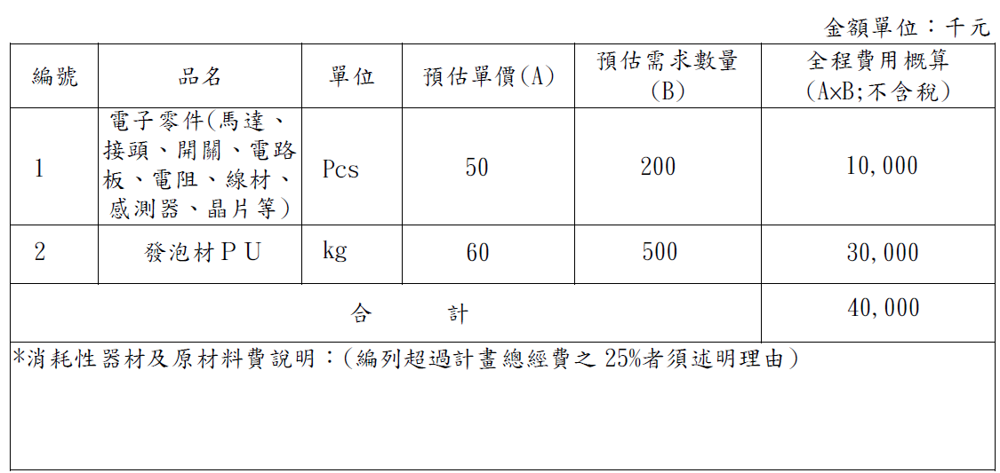 金額單位：千元
編號 品名 單位 預估單價(A) 預估需求數量(B) 全程費用概算(A×B;不含稅)
1 電子零件(馬達、接頭、開關、電路板、電阻、線材、感測器、晶片等) Pcs 50 200 10,000
2 發泡材ＰＵ kg 60 500 30,000
合 計 40,000
*消耗性器材及原材料費說明：(編列超過計畫總經費之 25%者須述明理由)